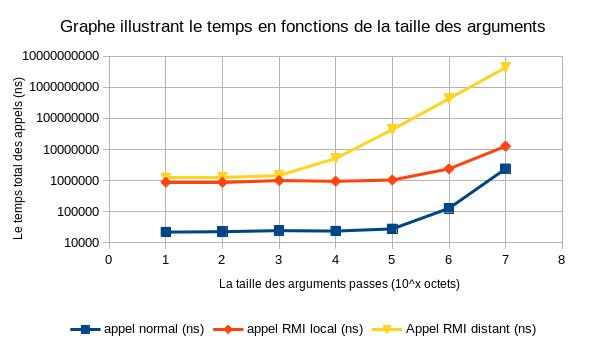 Graphe illustrant le temps en fonctions de la taille des arguments
10000000000
1000000000
100000000
10000000
1000000
100000
10000
Le temps total des appels (ns)
0 1 2 3 4 5 6 7 8
La taille des arguments passes (10^x octets)
appel normal (ns) appel RMI local (ns) Appel RMI distant (ns)